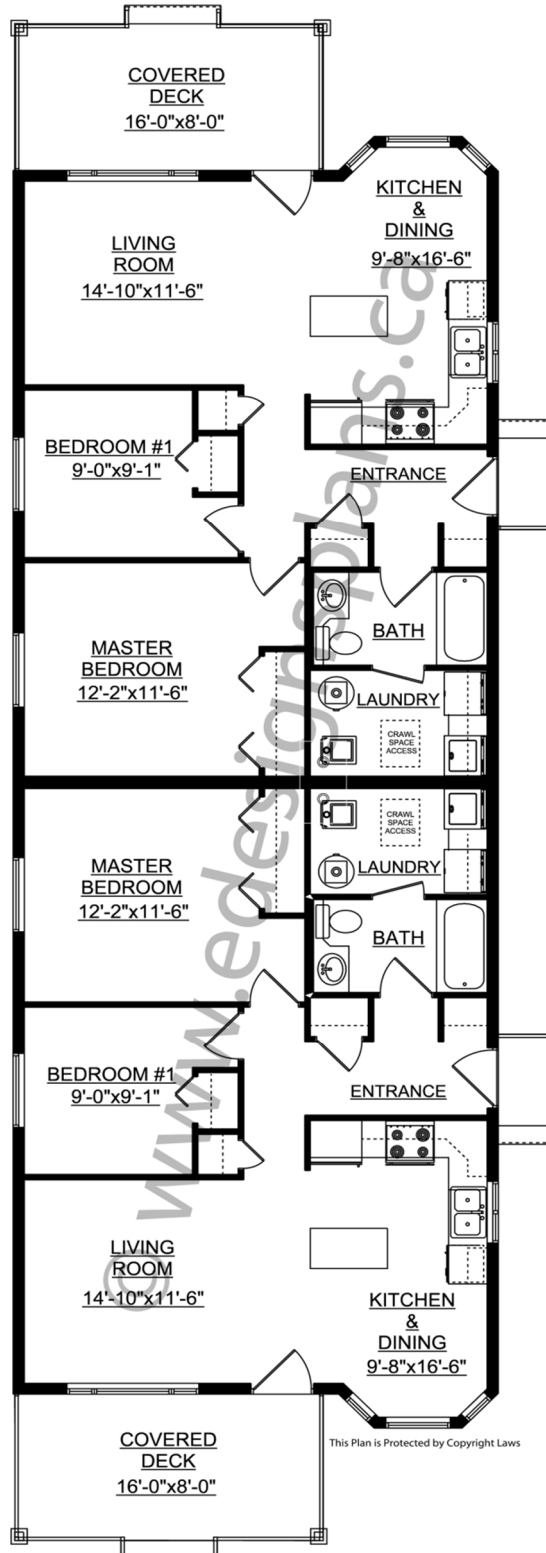 COVERED
DECK
16'-0"x8'-0"
KITCHEN
&
DINING
9'-8"x16'-6"
LIVING
ROOM
14'-10"x11'-6"
BEDROOM #1
9'-0"x9'-1"
ENTRANCE
MASTER
BEDROOM
12'-2"x11'-6"
BATH
LAUNDRY
CRAWL
SPACE
ACCESS
CRAWL
SPACE
ACCESS
LAUNDRY
MASTER
BEDROOM
12'-2"x11'-6"
BATH
BEDROOM #1
9'-0"x9'-1"
ENTRANCE
LIVING
ROOM
14'-10"x11'-6"
KITCHEN
&
DINING
9'-8"x16'-6"
COVERED
DECK
16'-0"x8'-0"
This Plan is Protected by Copyright Laws
© www.edesignsplans.ca